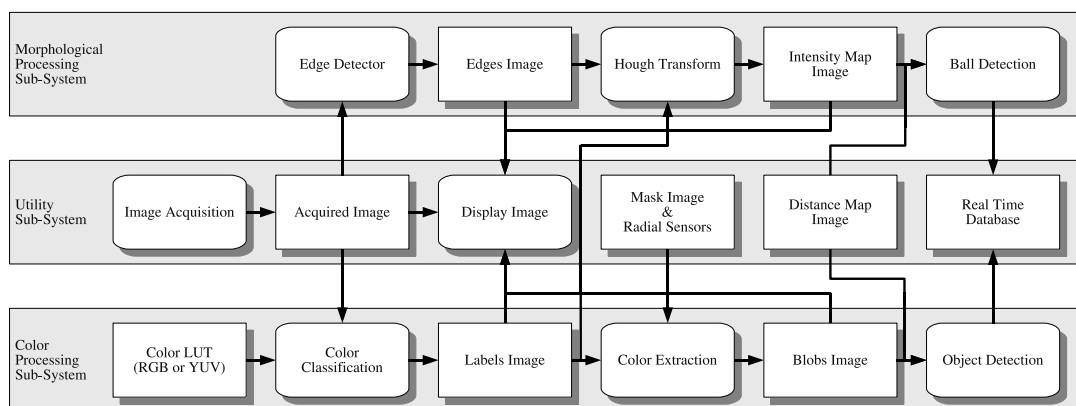 Morphological
Processing
Sub-System
Edge Detector
Edges Image
Hough Transform
Intensity Map
Image
Ball Detection
Utility
Sub-System
Image Acquisition
Acquired Image
Display Image
Mask Image
&
Radial Sensors
Distance Map
Image
Real Time
Database
Color
Processing
Sub-System
Color LUT
(RGB or YUV)
Color
Classification
Labels Image
Color Extraction
Blobs Image
Object Detection